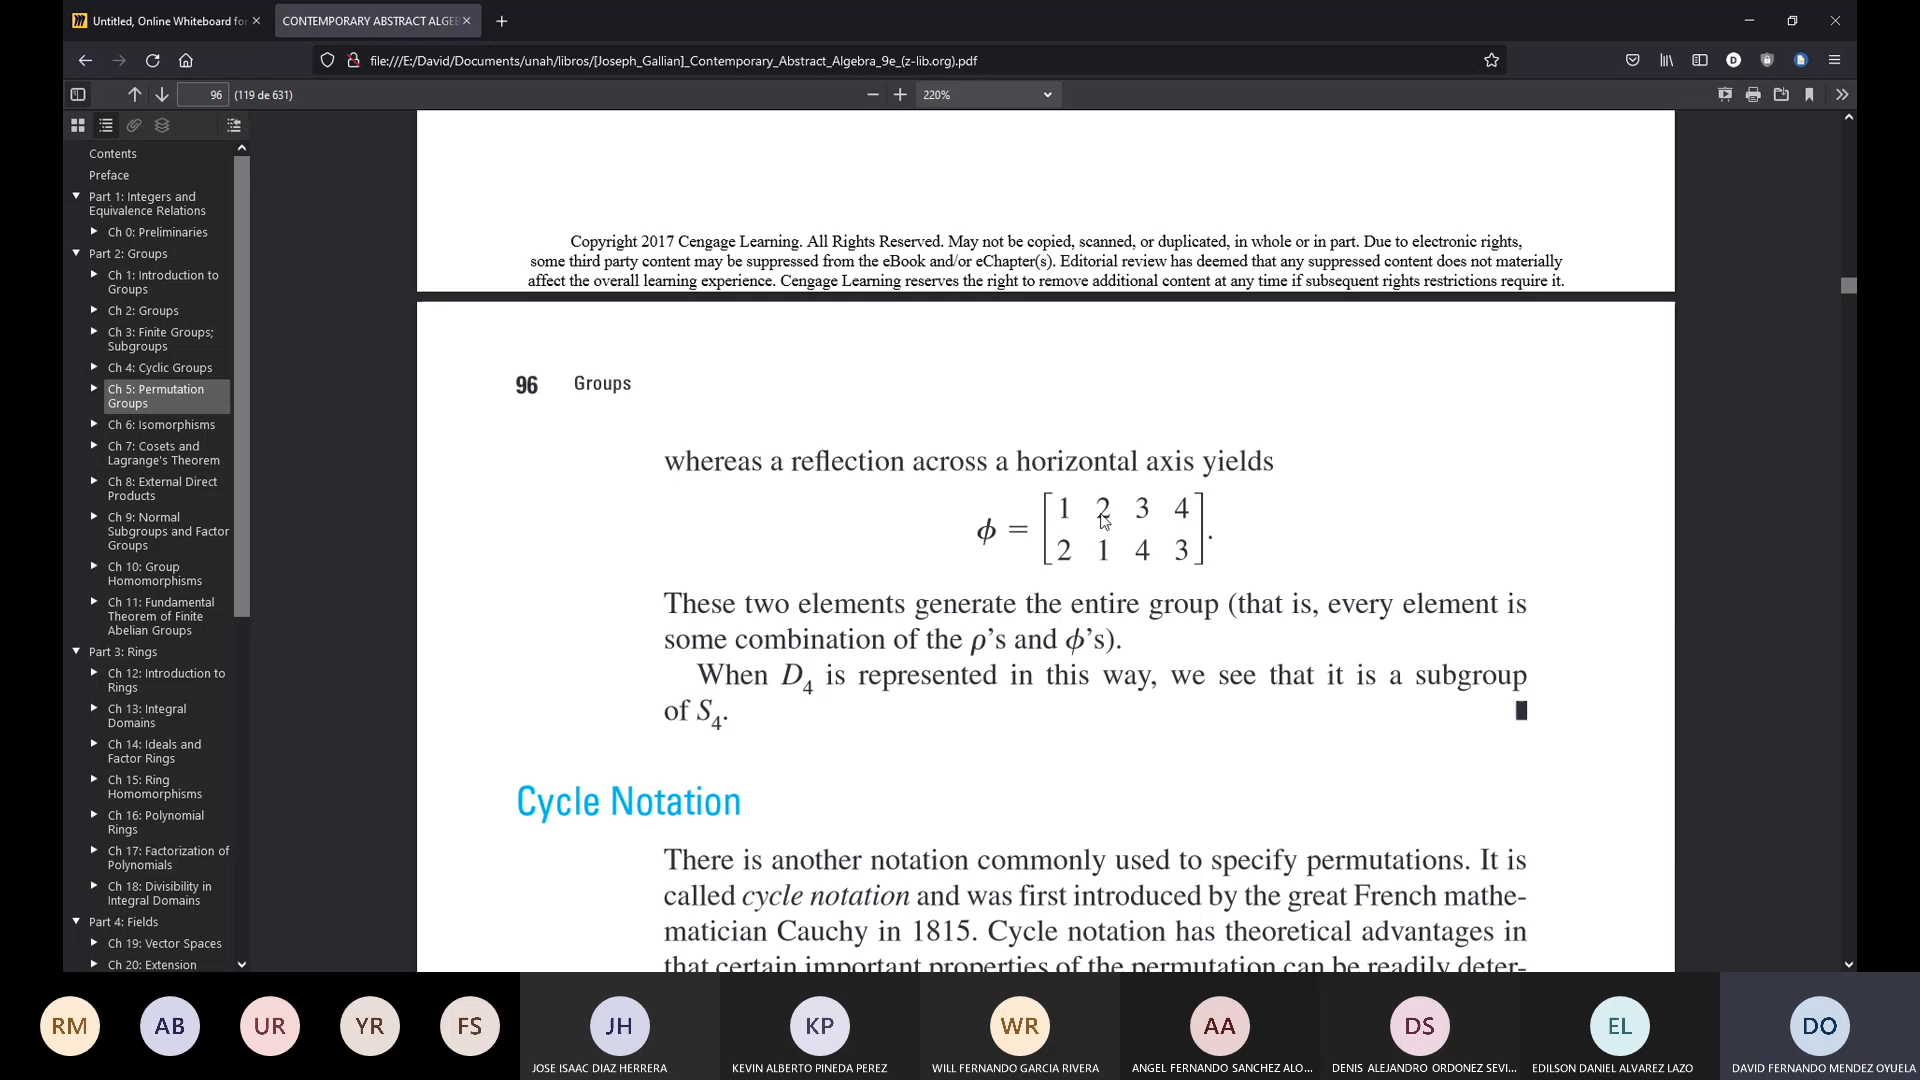 Untitled, Online Whiteboard for
CONTEMPORARY ABSTRACT ALGEB
file:///E:/David/Documents/unah/libros/[Joseph_Gallian]_Contemporary_Abstract_Algebra_9e_(z-lib.org).pdf
96 (119 de 631)
220%
Contents
Preface
Part 1: Integers and
Equivalence Relations
Ch 0: Preliminaries
Part 2: Groups
Ch 1: Introduction to
Groups
Ch 2: Groups
Ch 3: Finite Groups;
Subgroups
Ch 4: Cyclic Groups
Ch 5: Permutation
Groups
Ch 6: Isomorphisms
Ch 7: Cosets and
Lagrange's Theorem
Ch 8: External Direct
Products
Ch 9: Normal
Subgroups and Factor
Groups
Ch 10: Group
Homomorphisms
Ch 11: Fundamental
Theorem of Finite
Abelian Groups
Part 3: Rings
Ch 12: Introduction to
Rings
Ch 13: Integral
Domains
Ch 14: Ideals and
Factor Rings
Ch 15: Ring
Homomorphisms
Ch 16: Polynomial
Rings
Ch 17: Factorization of
Polynomials
Ch 18: Divisibility in
Integral Domains
Part 4: Fields
Ch 19: Vector Spaces
Ch 20: Extension
Copyright 2017 Cengage Learning. All Rights Reserved. May not be copied, scanned, or duplicated, in whole or in part. Due to electronic rights,
some third party content may be suppressed from the eBook and/or eChapter(s). Editorial review has deemed that any suppressed content does not materially
affect the overall learning experience. Cengage Learning reserves the right to remove additional content at any time if subsequent rights restrictions require it.
96 Groups
whereas a reflection across a horizontal axis yields
1 2 3 4
ϕ =
2 1 4 3 .
These two elements generate the entire group (that is, every element is
some combination of the ρ's and ϕ's).
When D4 is represented in this way, we see that it is a subgroup
of S4.
Cycle Notation
There is another notation commonly used to specify permutations. It is
called cycle notation and was first introduced by the great French mathe-
matician Cauchy in 1815. Cycle notation has theoretical advantages in
that certain important properties of the permutation can be readily deter-
RM
AB
UR
YR
FS
JH
KP
WR
AA
DS
EL
DO
JOSE ISAAC DIAZ HERRERA
KEVIN ALBERTO PINEDA PEREZ
WILL FERNANDO GARCIA RIVERA
ANGEL FERNANDO SANCHEZ ALO...
DENIS ALEJANDRO ORDONEZ SEVI...
EDILSON DANIEL ALVAREZ LAZO
DAVID FERNANDO MENDEZ OYUELA